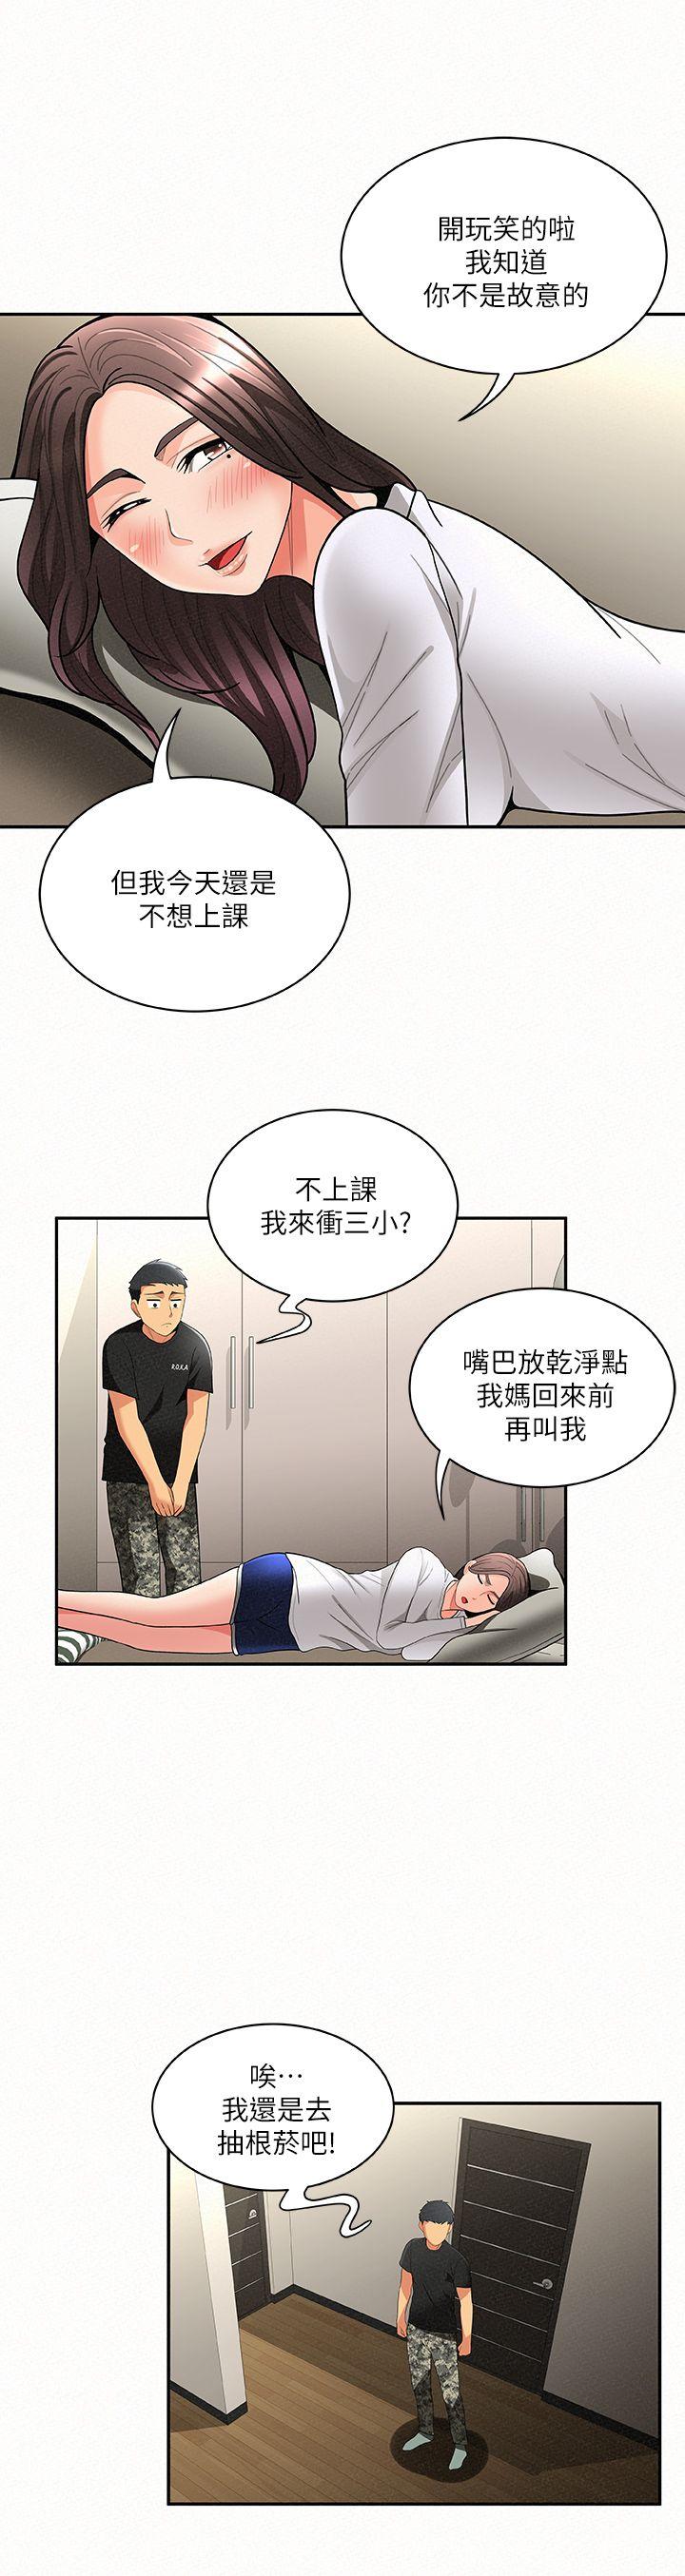 開玩笑的啦
我知道
你不是故意的
但我今天還是
不想上課
不上課
我來衝三小?
R.O.K.A
嘴巴放乾淨點
我媽回來前
再叫我
唉⋯
我還是去
抽根菸吧!